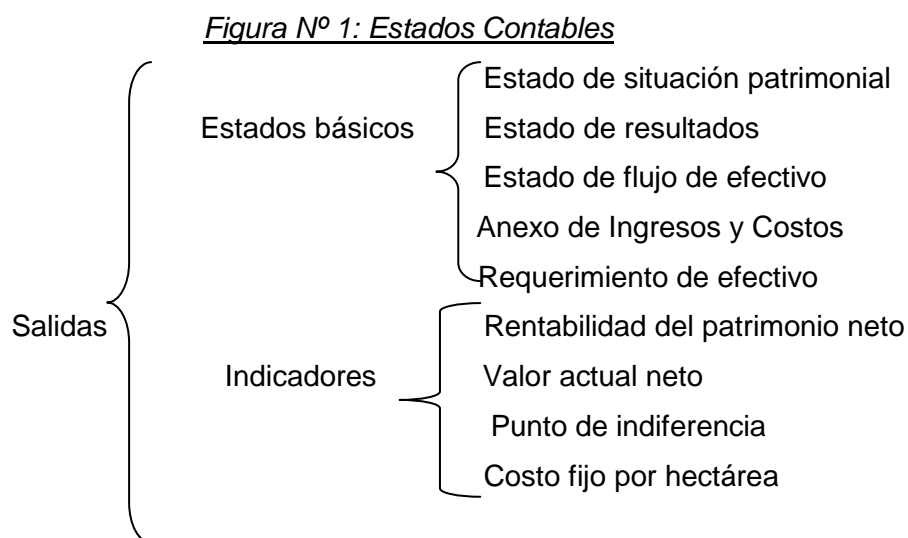 Figura Nº 1: Estados Contables
Estado de situación patrimonial
Estados básicos
Estado de resultados
Estado de flujo de efectivo
Anexo de Ingresos y Costos
Requerimiento de efectivo
Salidas
Rentabilidad del patrimonio neto
Indicadores
Valor actual neto
Punto de indiferencia
Costo fijo por hectárea